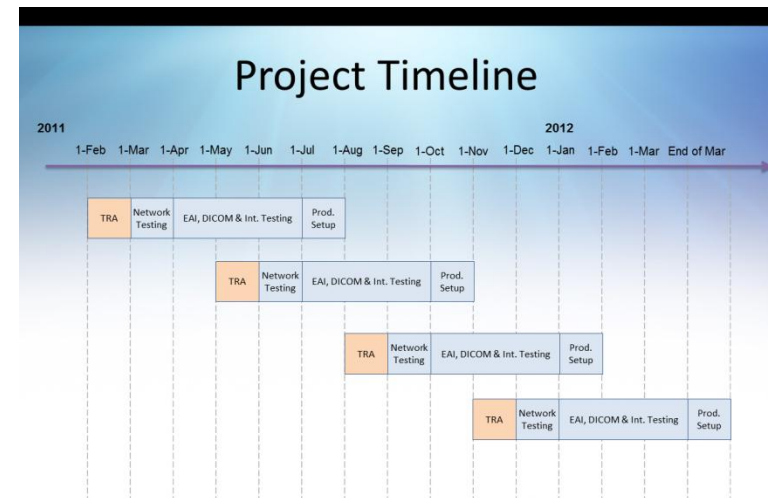 Project Timeline
2011
2012
1-Feb 1-Mar 1-Apr 1-May 1-Jun 1-Jul 1-Aug 1-Sep 1-Oct 1-Nov 1-Dec 1-Jan 1-Feb 1-Mar End of Mar
TRA
Network
Testing
EAI, DICOM & Int. Testing
Prod.
Setup
TRA
Network
Testing
EAI, DICOM & Int. Testing
Prod.
Setup
TRA
Network
Testing
EAI, DICOM & Int. Testing
Prod.
Setup
TRA
Network
Testing
EAI, DICOM & Int. Testing
Prod.
Setup